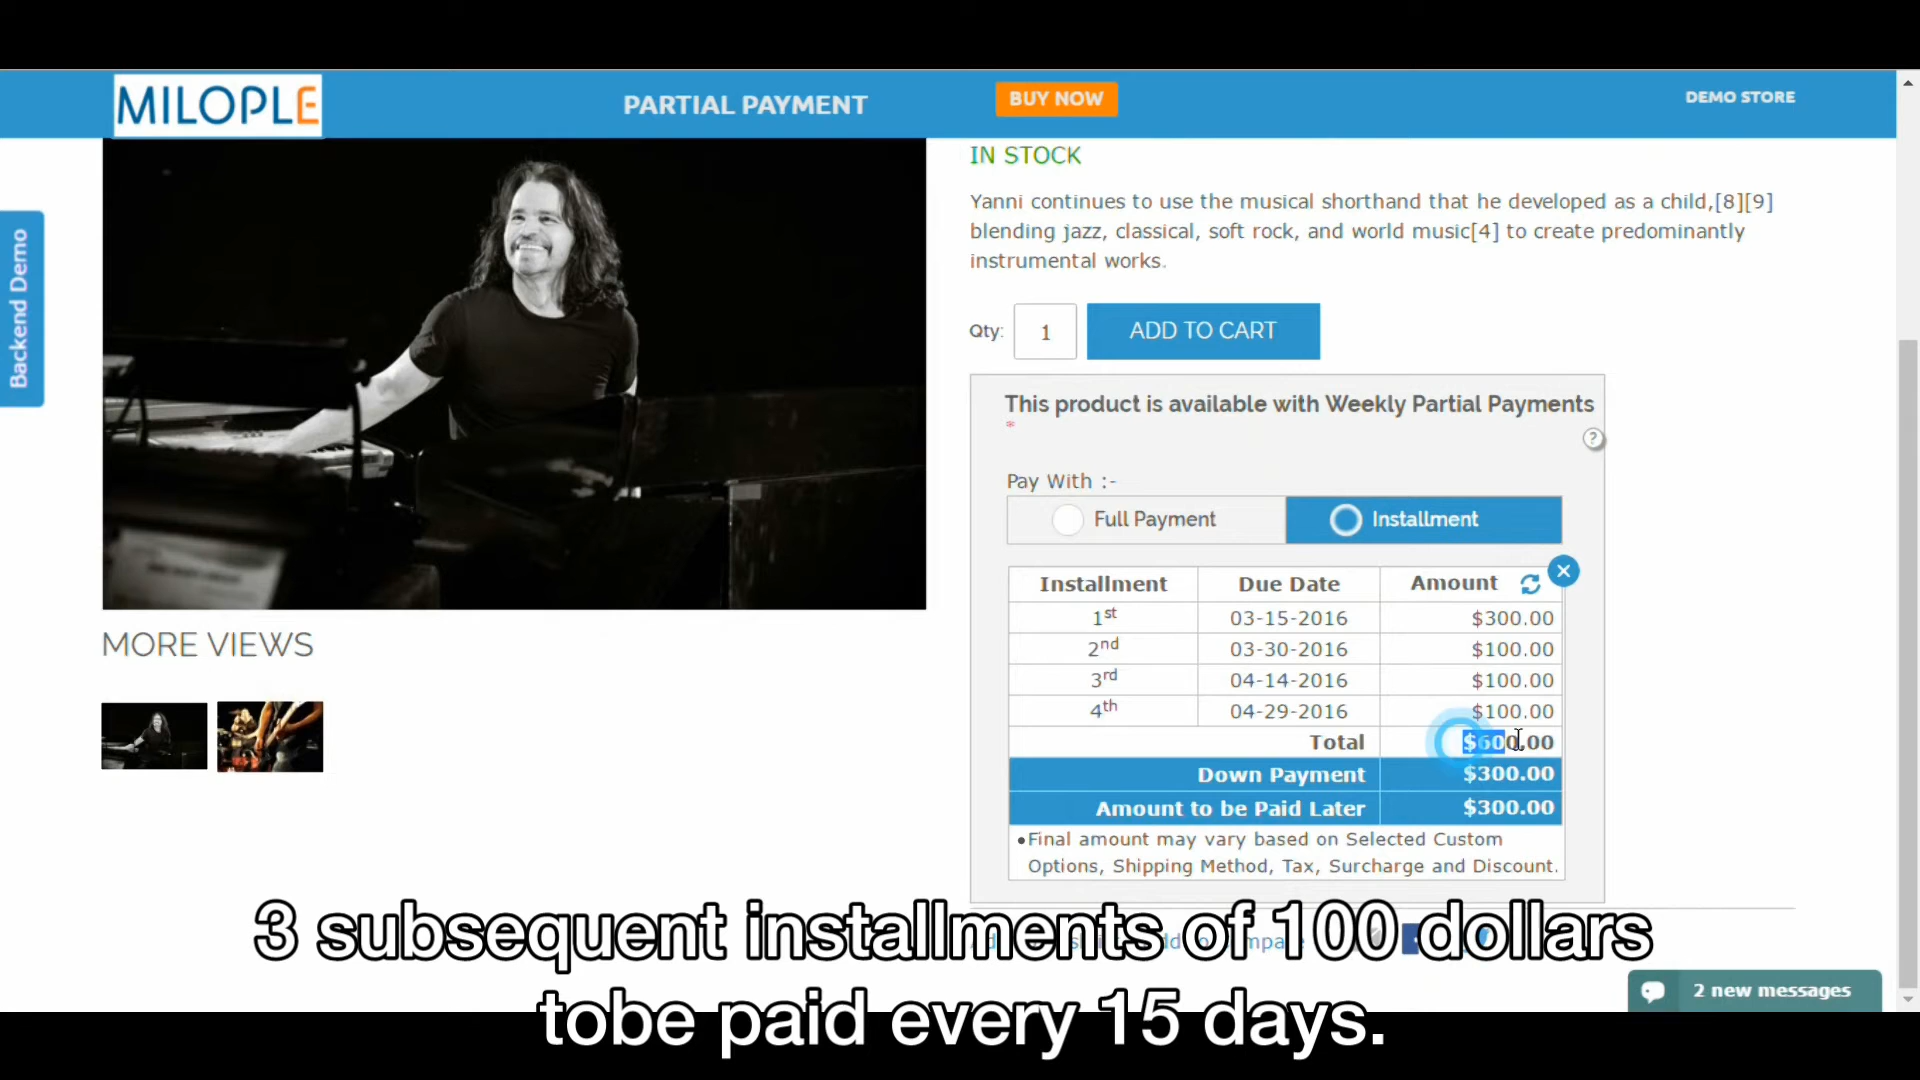 MILOPLE
PARTIAL PAYMENT
BUY NOW
DEMO STORE
Backend Demo
IN STOCK
Yanni continues to use the musical shorthand that he developed as a child,[8][9]
blending jazz, classical, soft rock, and world music[4] to create predominantly
instrumental works.
Qty: 1 ADD TO CART
This product is available with Weekly Partial Payments
*
?
Pay With :-
Full Payment Installment
Installment Due Date Amount
1st 03-15-2016 $300.00
2nd 03-30-2016 $100.00
3rd 04-14-2016 $100.00
4th 04-29-2016 $100.00
Total $600.00
Down Payment $300.00
Amount to be Paid Later $300.00
•Final amount may vary based on Selected Custom
Options, Shipping Method, Tax, Surcharge and Discount.
MORE VIEWS
3 subsequent installments of 100 dollars
tobe paid every 15 days.
2 new messages